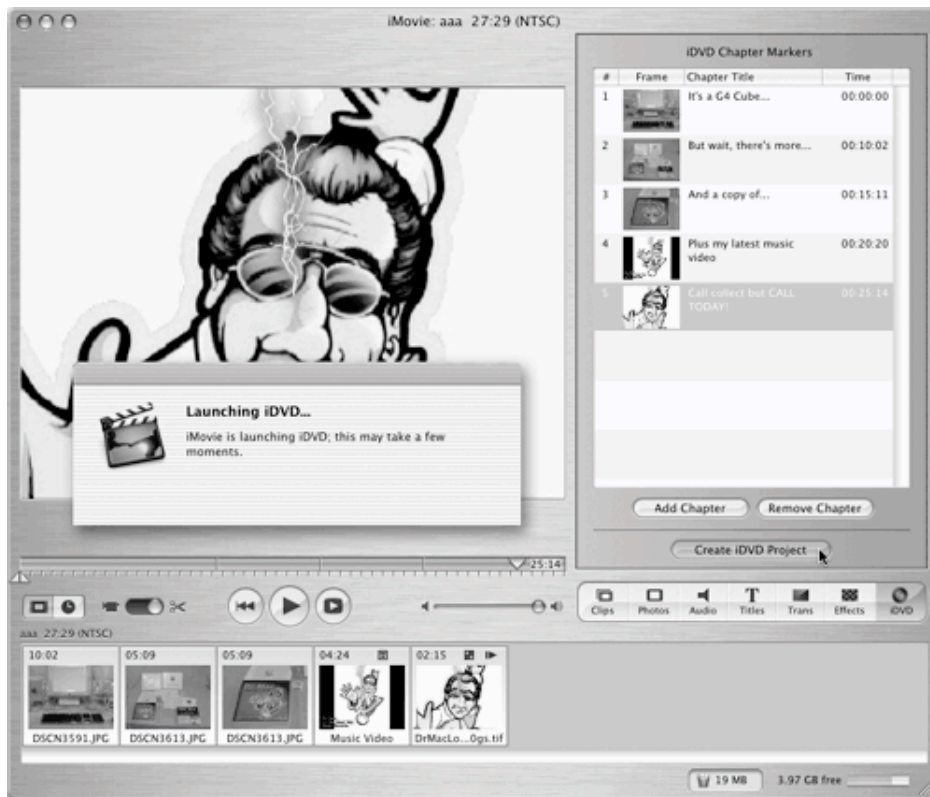 iMovie: aaa 27:29 (NTSC)
iDVD Chapter Markers
# Frame Chapter Title Time
1 It's a G4 Cube... 00:00:00
2 But wait, there's more... 00:10:02
3 And a copy of... 00:15:11
4 Plus my latest music 00:20:20
video
5 Call collect but CALL 00:25:14
TODAY!
Launching iDVD...
iMovie is launching iDVD; this may take a few
moments.
Add Chapter Remove Chapter
Create iDVD Project
25:14
Clips Photos Audio Titles Trans Effects iDVD
aaa 27:29 (NTSC)
10:02 05:09 05:09 04:24 02:15
DSCN3591.JPG DSCN3613.JPG DSCN3613.JPG Music Video DrMacLo...0gs.tif
19 MB 3.97 GB free